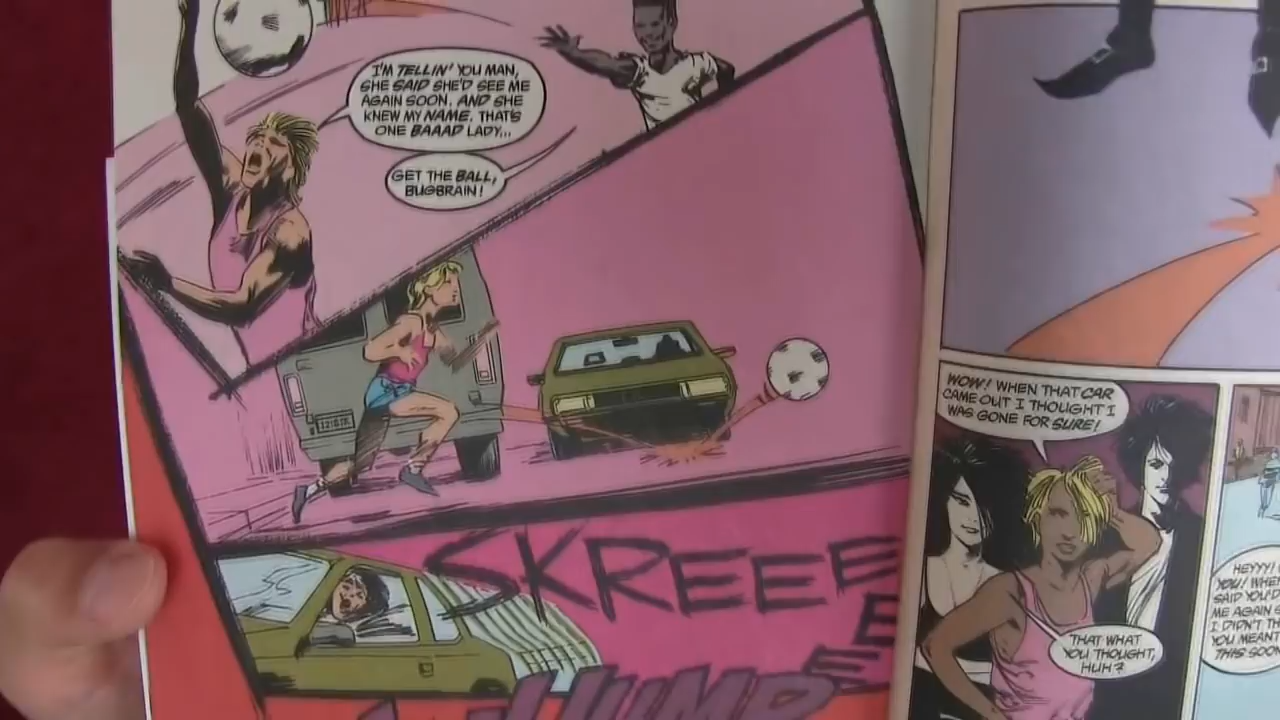 I'M TELLIN' YOU MAN,
SHE SAID SHE'D SEE ME
AGAIN SOON. AND SHE
KNEW MY NAME. THAT'S
ONE BAAAD LADY...
GET THE BALL,
BUGBRAIN!
SKREEE
E
E
WOW! WHEN THAT CAR
CAME OUT I THOUGHT I
WAS GONE FOR SURE!
THAT WHAT
YOU THOUGHT,
HUH?
HEYYY!
YOU! WHE
SAID YOU'D
ME AGAIN
I DIDN'T TH
YOU MEANT
THIS SOON